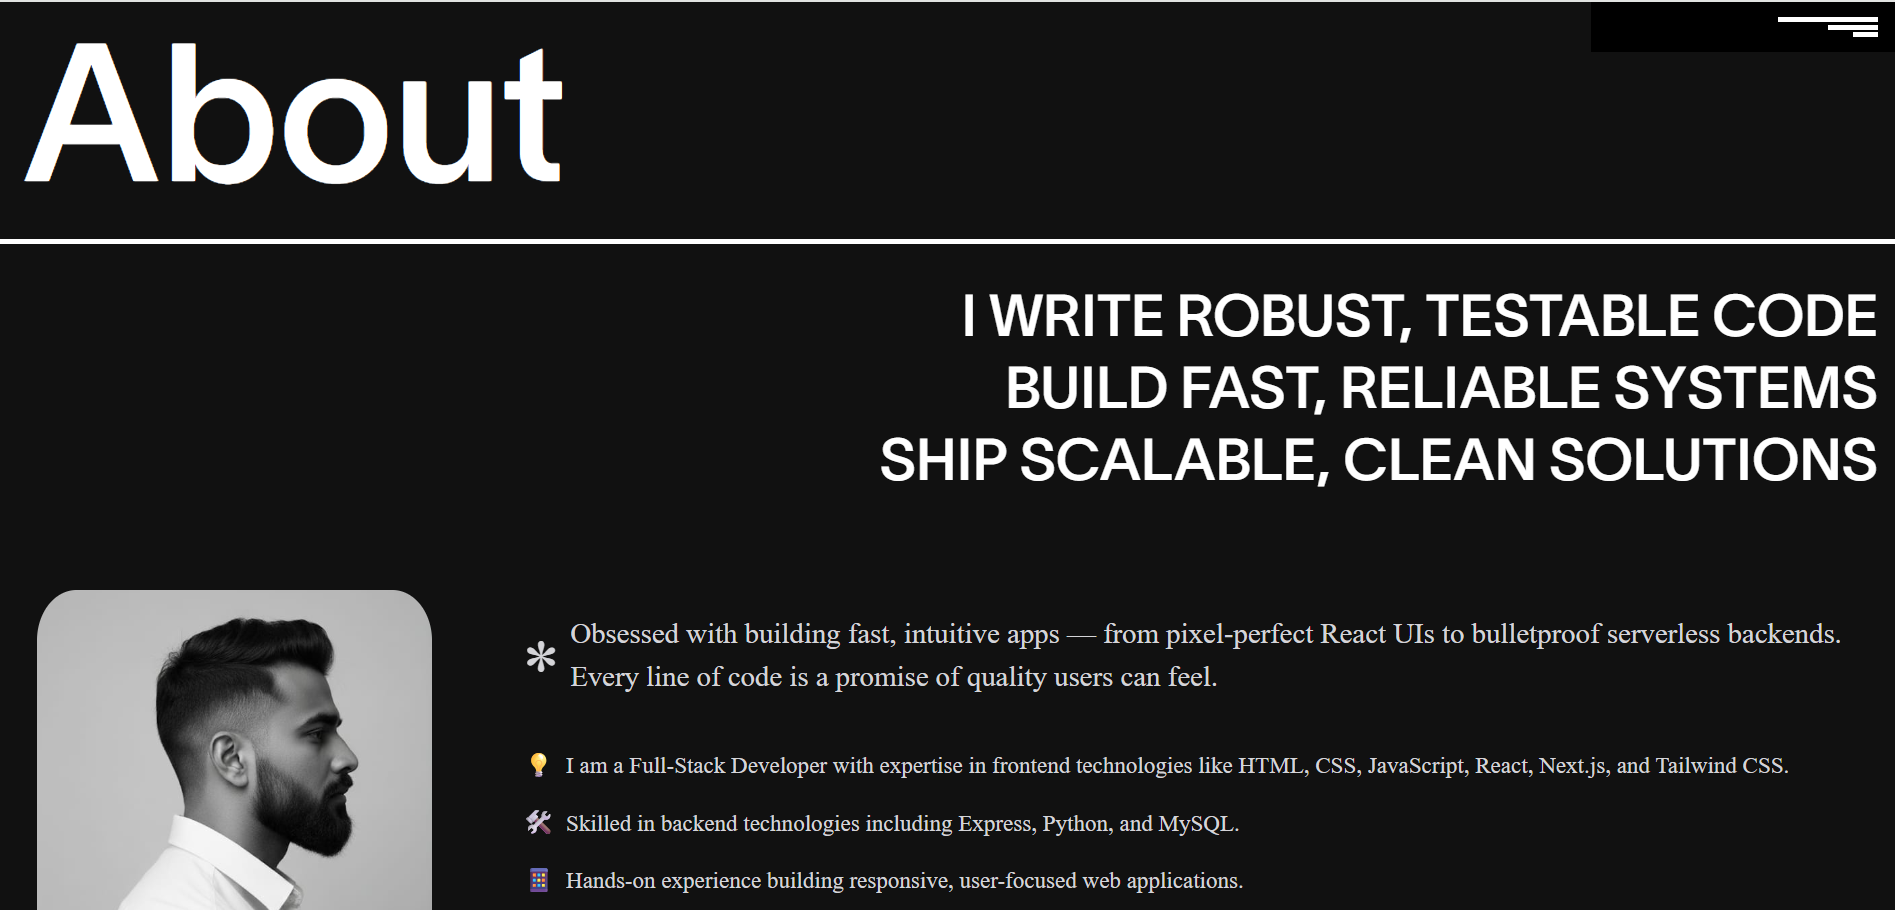 About
I WRITE ROBUST, TESTABLE CODE
BUILD FAST, RELIABLE SYSTEMS
SHIP SCALABLE, CLEAN SOLUTIONS
Obsessed with building fast, intuitive apps — from pixel-perfect React UIs to bulletproof serverless backends.
Every line of code is a promise of quality users can feel.
I am a Full-Stack Developer with expertise in frontend technologies like HTML, CSS, JavaScript, React, Next.js, and Tailwind CSS.
Skilled in backend technologies including Express, Python, and MySQL.
Hands-on experience building responsive, user-focused web applications.